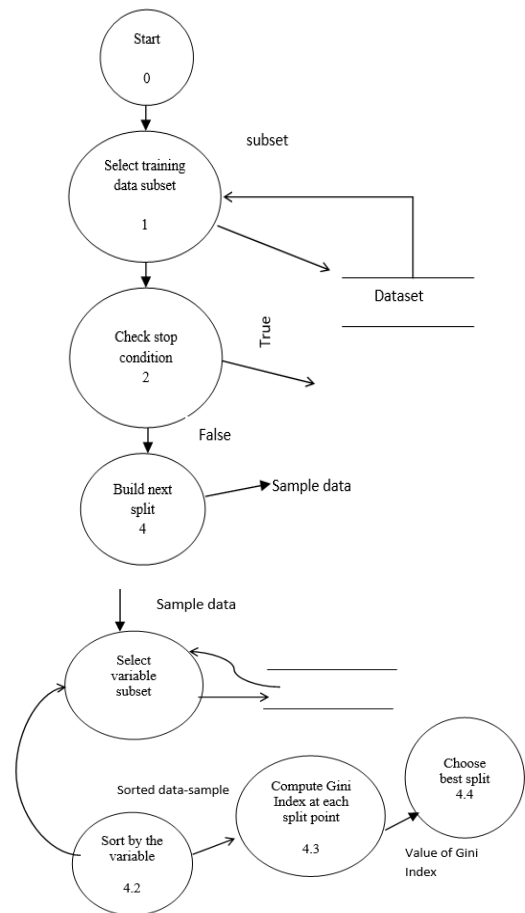 Start
0
subset
Select training
data subset
1
Dataset
Check stop
condition
2
True
False
Build next
split
4
Sample data
Sample data
Select
variable
subset
Choose
best split
4.4
Sorted data-sample
Compute Gini
Index at each
split point
4.3
Sort by the
variable
4.2
Value of Gini
Index